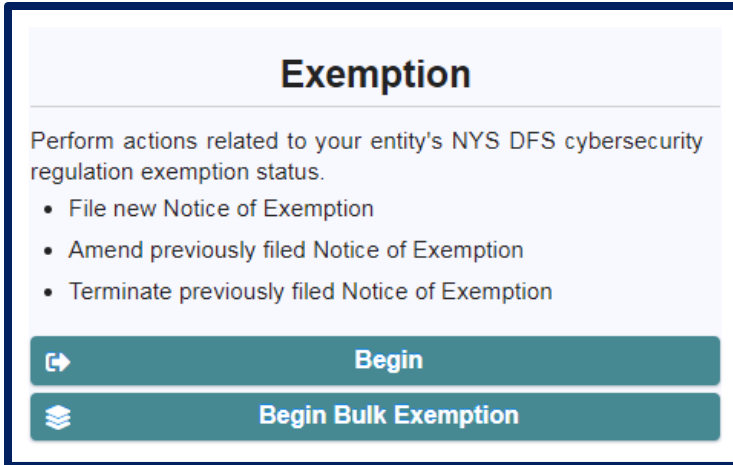 Exemption
Perform actions related to your entity's NYS DFS cybersecurity
regulation exemption status.
• File new Notice of Exemption
• Amend previously filed Notice of Exemption
• Terminate previously filed Notice of Exemption
Begin
Begin Bulk Exemption